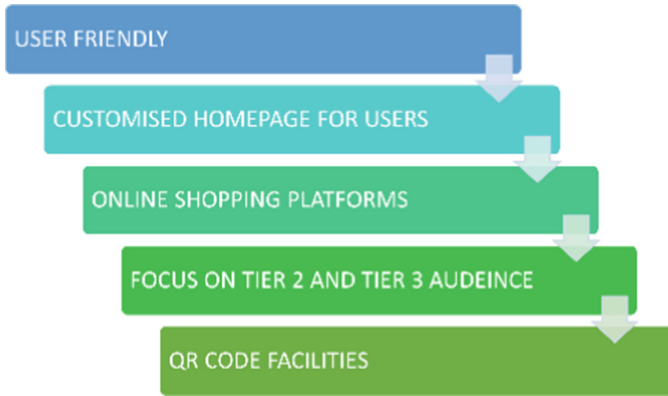 USER FRIENDLY
CUSTOMISED HOMEPAGE FOR USERS
ONLINE SHOPPING PLATFORMS
FOCUS ON TIER 2 AND TIER 3 AUDEINCE
QR CODE FACILITIES